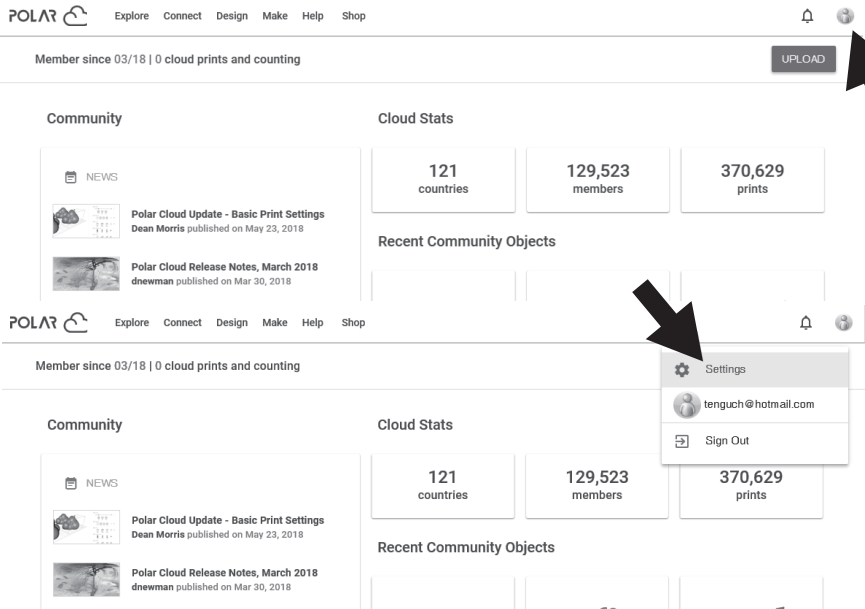 POLAR Explore Connect Design Make Help Shop
Member since 03/18 | 0 cloud prints and counting UPLOAD
Community
NEWS
Polar Cloud Update - Basic Print Settings
Dean Morris published on May 23, 2018
Polar Cloud Release Notes, March 2018
dnewman published on Mar 30, 2018
Cloud Stats
121 129,523 370,629
countries members prints
Recent Community Objects
POLAR Explore Connect Design Make Help Shop
Member since 03/18 | 0 cloud prints and counting
Settings
tenguch@hotmail.com
Sign Out
Community
NEWS
Polar Cloud Update - Basic Print Settings
Dean Morris published on May 23, 2018
Polar Cloud Release Notes, March 2018
dnewman published on Mar 30, 2018
Cloud Stats
121 129,523 370,629
countries members prints
Recent Community Objects